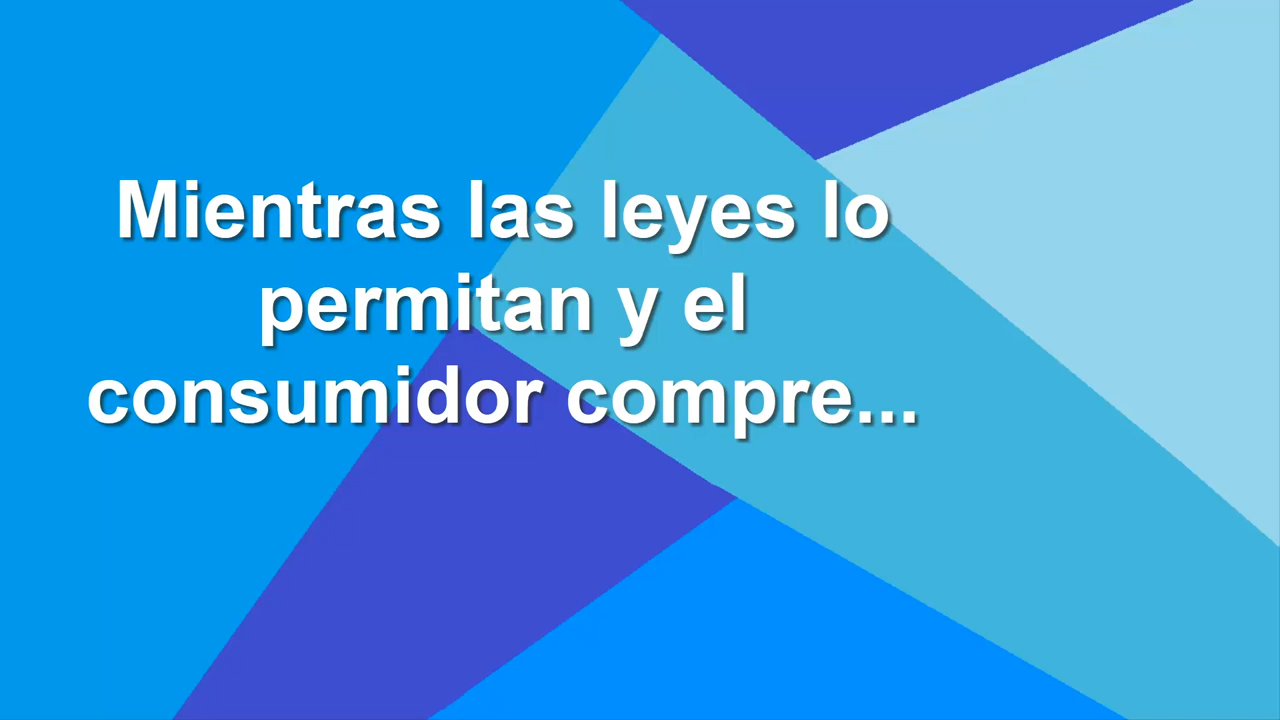 Mientras las leyes lo
permitan y el
consumidor compre...